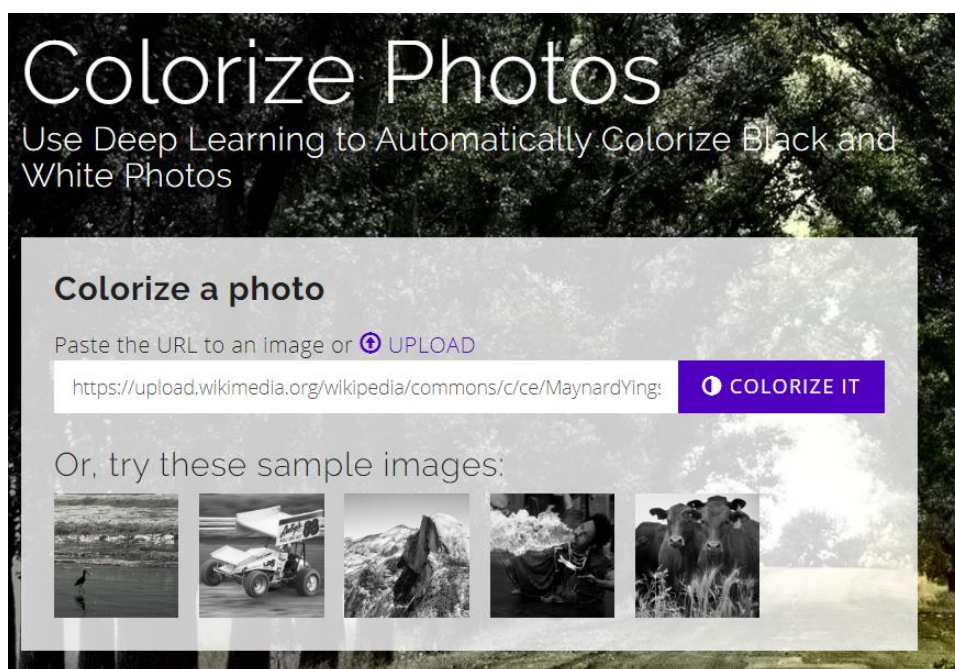 Colorize Photos
Use Deep Learning to Automatically Colorize Black and
White Photos
Colorize a photo
Paste the URL to an image or UPLOAD
https://upload.wikimedia.org/wikipedia/commons/c/ce/MaynardYings
COLORIZE IT
Or, try these sample images: